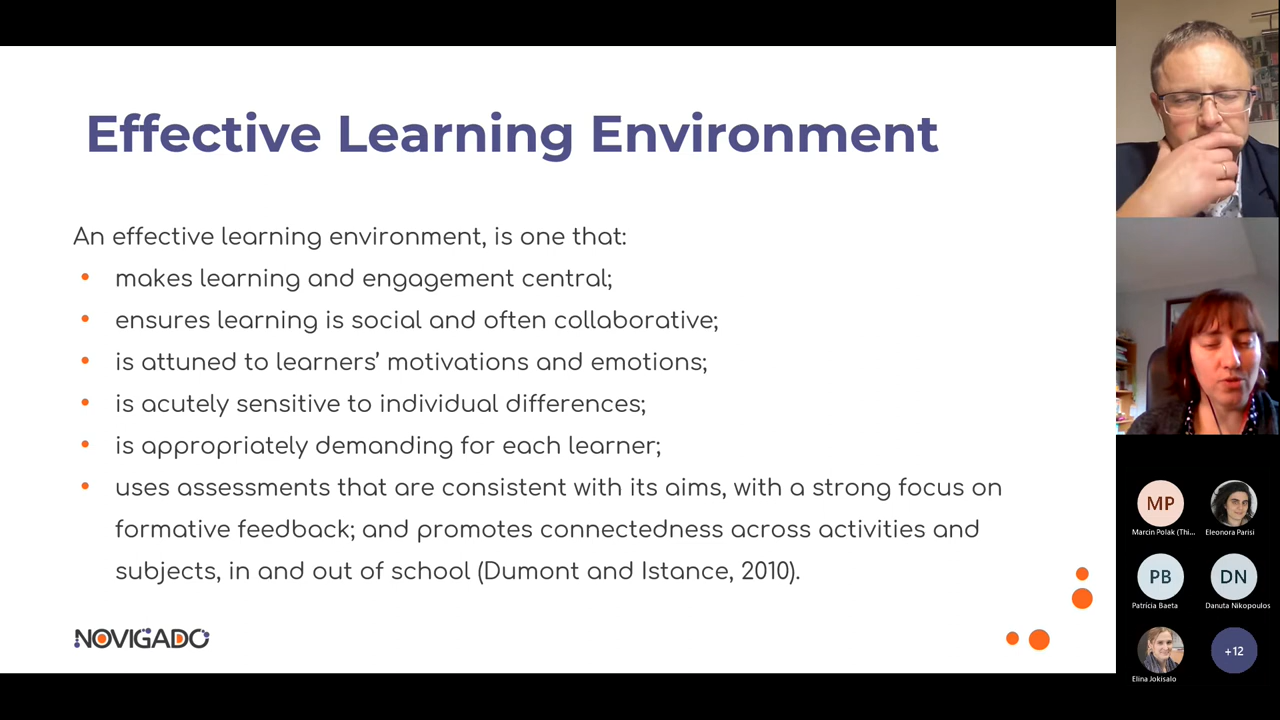 Effective Learning Environment
An effective learning environment, is one that:
• makes learning and engagement central;
• ensures learning is social and often collaborative;
• is attuned to learners’ motivations and emotions;
• is acutely sensitive to individual differences;
• is appropriately demanding for each learner;
• uses assessments that are consistent with its aims, with a strong focus on
formative feedback; and promotes connectedness across activities and
subjects, in and out of school (Dumont and Istance, 2010).
NOVIGADO
MP
Marcin Polak (Thi...
Eleonora Parisi
PB
Patrícia Baeta
DN
Danuta Nikopoulos
Elina Jokisalo
+12